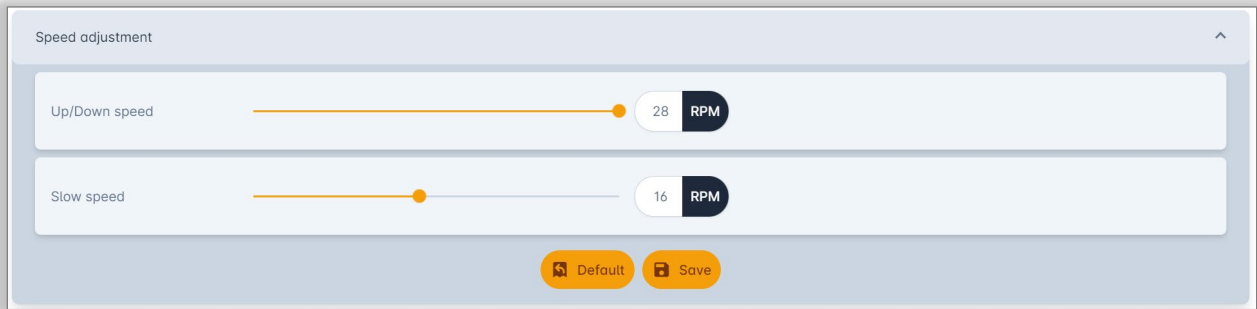 Speed adjustment
Up/Down speed 28 RPM
Slow speed 16 RPM
Default Save